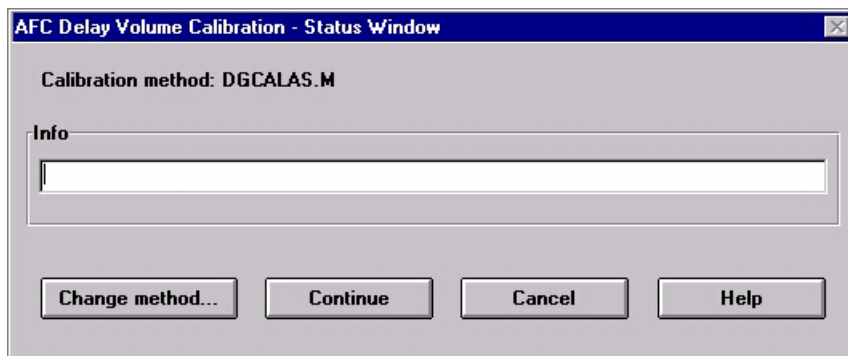 AFC Delay Volume Calibration - Status Window
Calibration method: DGCALAS.M
Info
Change method... Continue Cancel Help